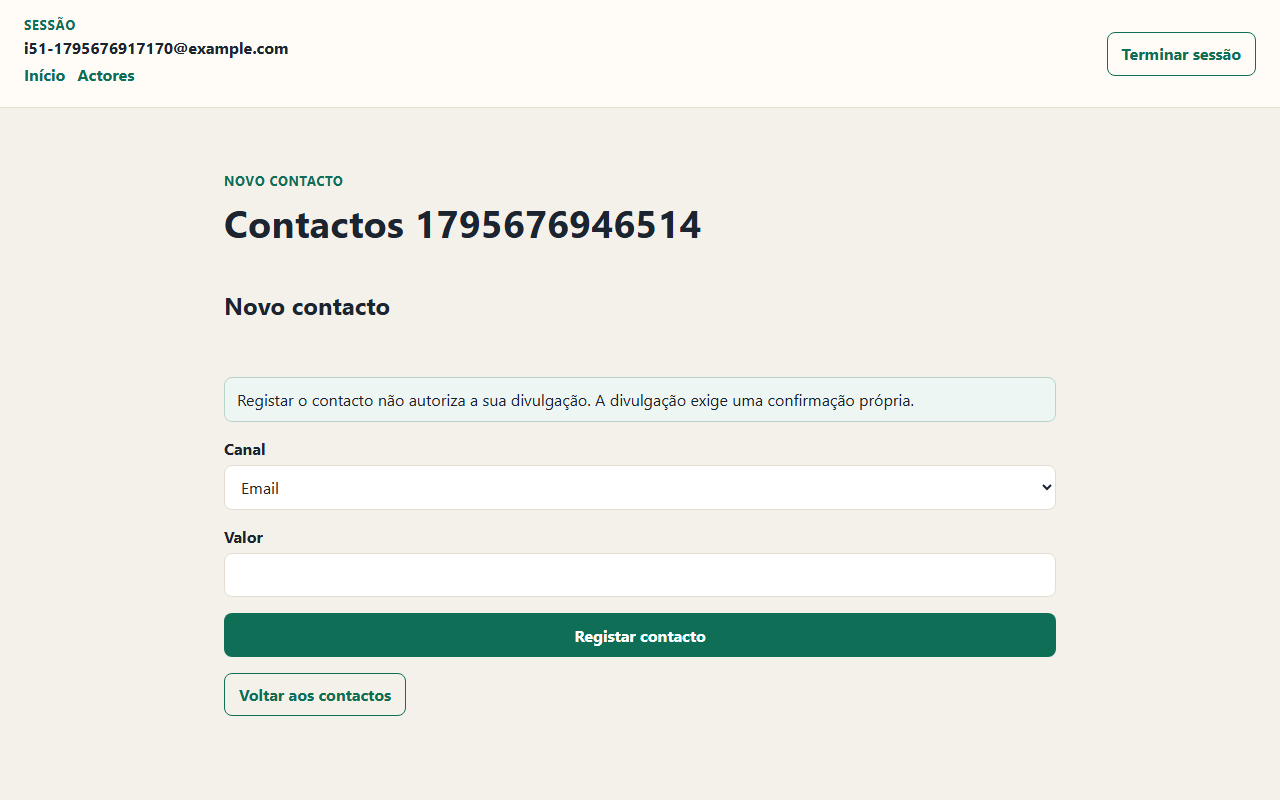 SESSÃO
i51-1795676917170@example.com
Início Actores
Terminar sessão
NOVO CONTACTO
Contactos 1795676946514
Novo contacto
Registar o contacto não autoriza a sua divulgação. A divulgação exige uma confirmação própria.
Canal
Email
Valor
Registar contacto
Voltar aos contactos